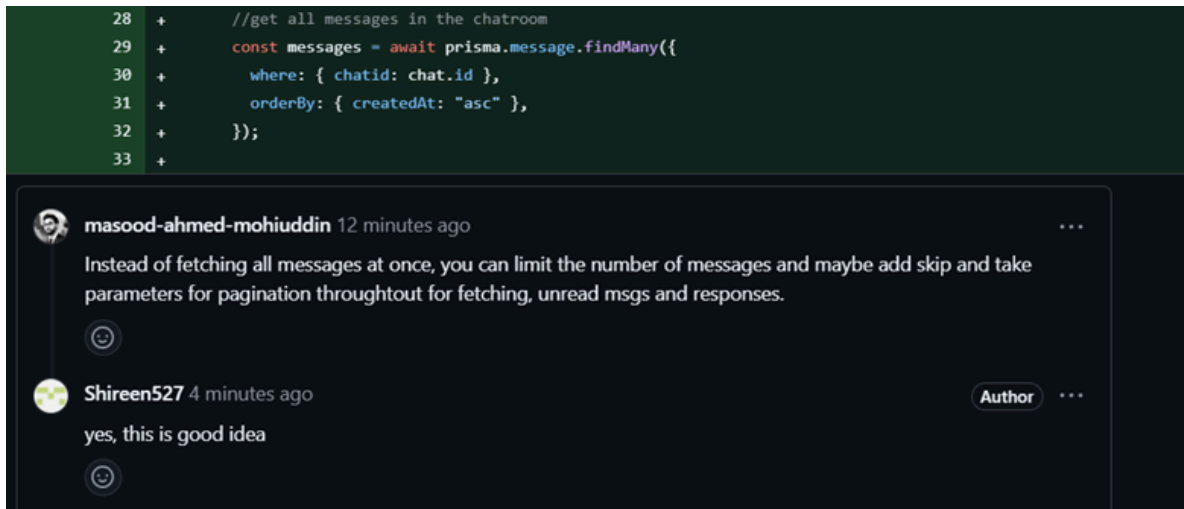 28 + //get all messages in the chatroom
29 + const messages = await prisma.message.findMany({
30 + where: { chatid: chat.id },
31 + orderBy: { createdAt: "asc" },
32 + });
33 +
masood-ahmed-mohiuddin 12 minutes ago
Instead of fetching all messages at once, you can limit the number of messages and maybe add skip and take
parameters for pagination throughtout for fetching, unread msgs and responses.
Shireen527 4 minutes ago Author
yes, this is good idea